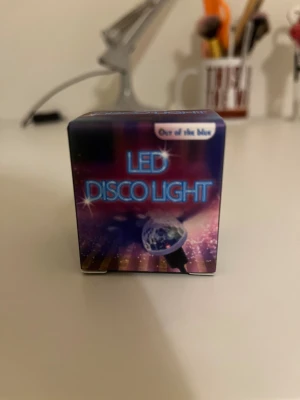 Out of the blue
LED
DISCO LIGHT